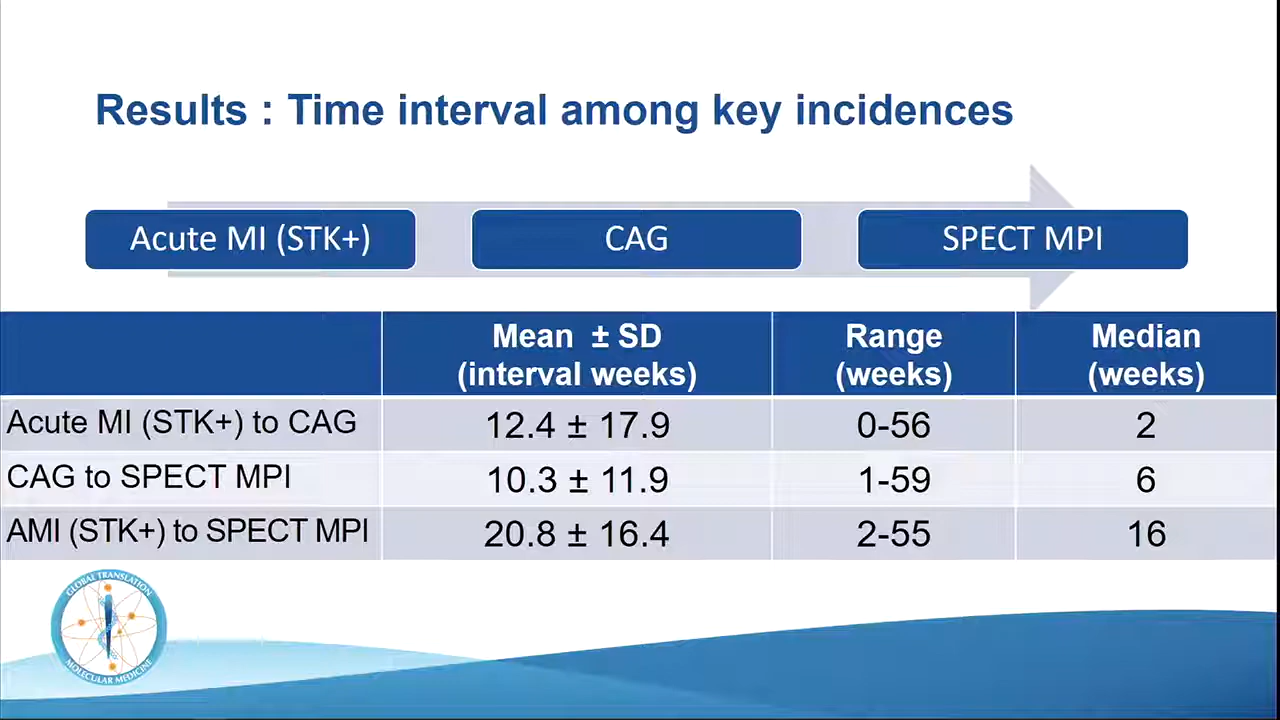 Results : Time interval among key incidences
Acute MI (STK+)
CAG
SPECT MPI
Mean ± SD
(interval weeks)
Range
(weeks)
Median
(weeks)
Acute MI (STK+) to CAG
12.4 ± 17.9
0-56
2
CAG to SPECT MPI
10.3 ± 11.9
1-59
6
AMI (STK+) to SPECT MPI
20.8 ± 16.4
2-55
16
GLOBAL TRANSLATION
MOLECULAR MEDICINE